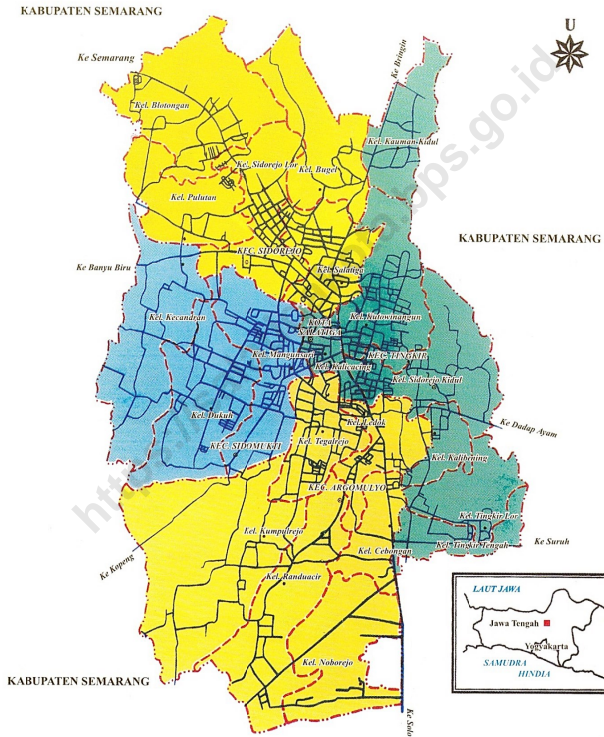 KABUPATEN SEMARANG
U
Ke Semarang
Ke Bringin
Kel. Blotongan
Kel. Kauman Kidul
Kel. Sidorejo Lor
Kel. Bugel
Kel. Pulutan
KABUPATEN SEMARANG
KEC. SIDOREJO
Ke Banyu Biru
Kel. Salatiga
Kel. Kecandran
Kel. Kutowinangun
KOTA
SALATIGA
Kel. Mangunsari
KEC. TINGKIR
Kel. Kalicacing
Kel. Sidorejo Kidul
Kel. Dukuh
Kel. Ledok
Ke Dadap Ayam
KEC. SIDOMUKTI
Kel. Tegalrejo
Kel. Kalibening
KEC. ARGOMULYO
Kel. Tingkir Lor
Kel. Kumpulrejo
Kel. Tingkir Tengah
Ke Suruh
Kel. Cebongan
Ke Kopeng
Kel. Randuacir
LAUT JAWA
Jawa Tengah
Yogyakarta
SAMUDRA
HINDIA
Kel. Noborejo
KABUPATEN SEMARANG
Ke Solo